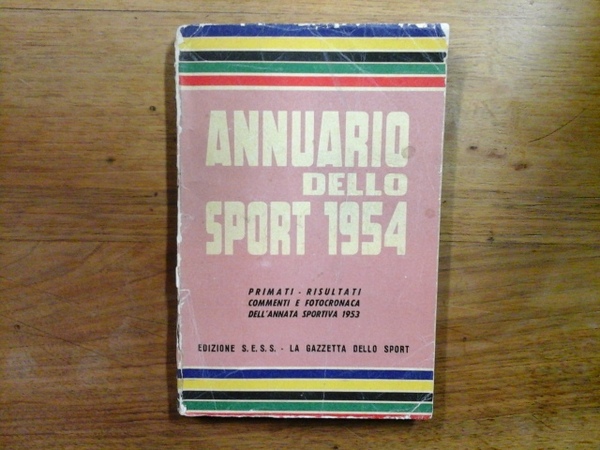 ANNUARIO
DELLO
SPORT 1954
PRIMATI - RISULTATI
COMMENTI E FOTOCRONACA
DELL'ANNATA SPORTIVA 1953
EDIZIONE S.E.S.S. - LA GAZZETTA DELLO SPORT